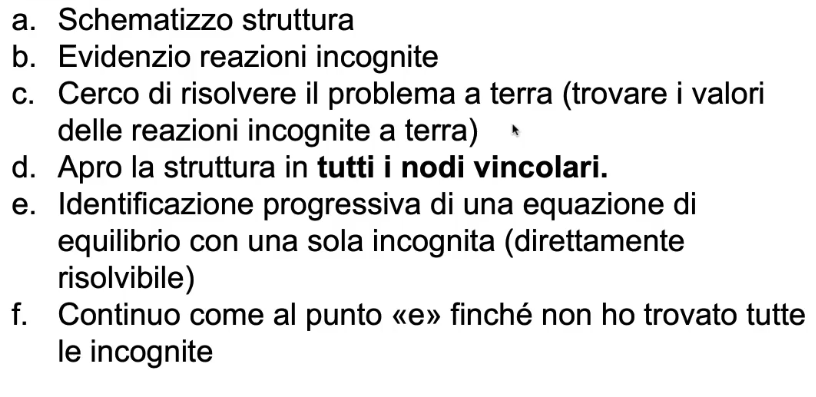 a. Schematizzo struttura
b. Evidenzio reazioni incognite
c. Cerco di risolvere il problema a terra (trovare i valori
delle reazioni incognite a terra)
d. Apro la struttura in tutti i nodi vincolari.
e. Identificazione progressiva di una equazione di
equilibrio con una sola incognita (direttamente
risolvibile)
f. Continuo come al punto «e» finché non ho trovato tutte
le incognite